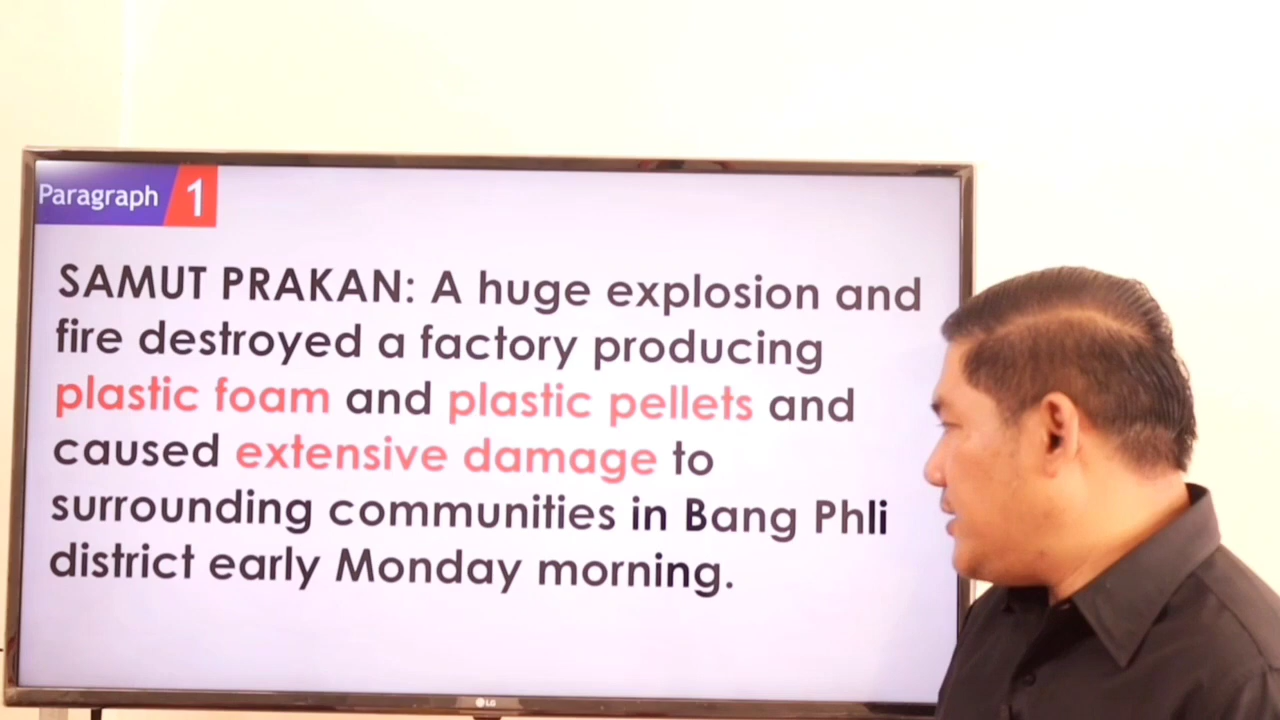 Paragraph 1
SAMUT PRAKAN: A huge explosion and
fire destroyed a factory producing
plastic foam and plastic pellets and
caused extensive damage to
surrounding communities in Bang Phli
district early Monday morning.
LG